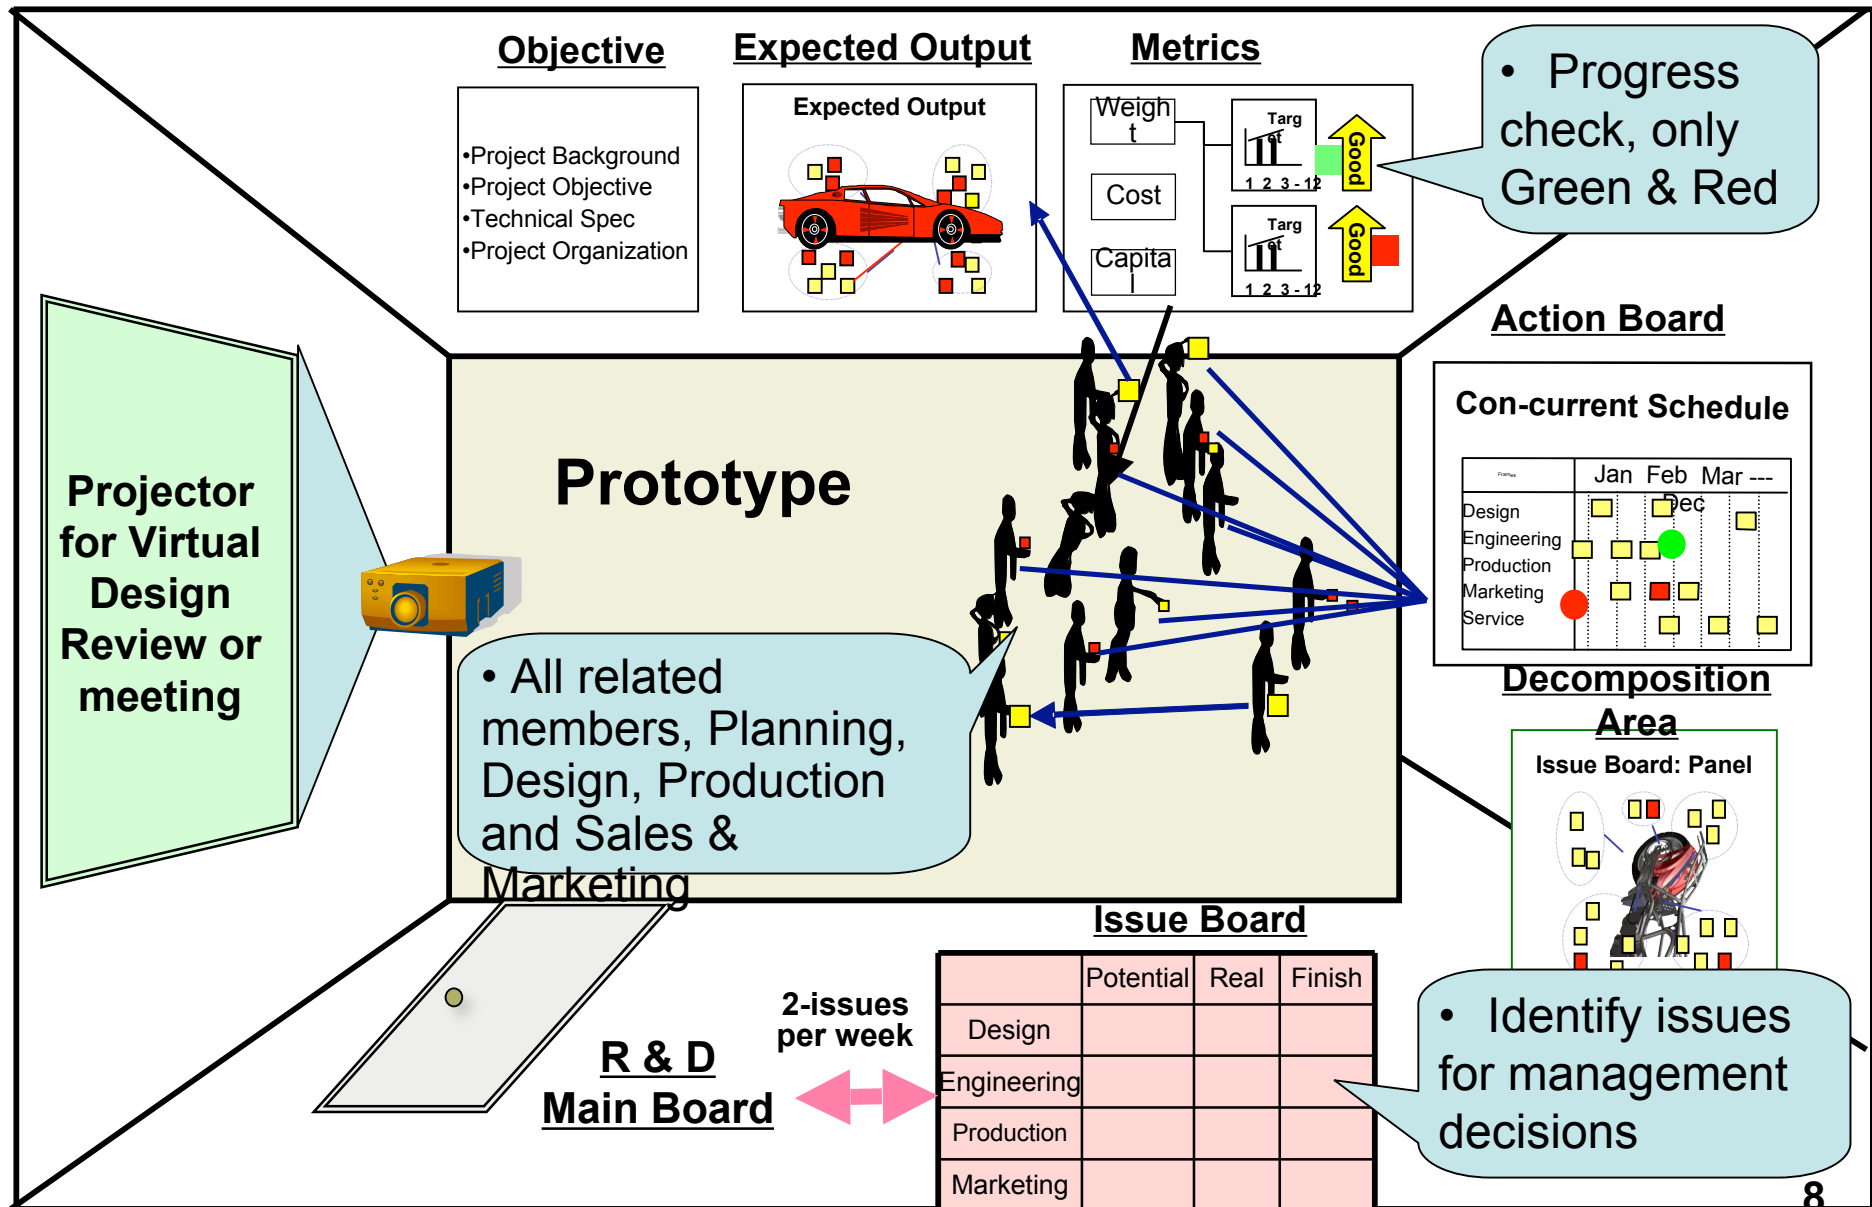 Objective
•Project Background
•Project Objective
•Technical Spec
•Project Organization
Expected Output
Expected Output
Metrics
Weigh
t
Cost
Capita
l
Targ
et
1 2 3 - 12
Good
Targ
et
1 2 3 - 12
Good
• Progress
check, only
Green & Red
Action Board
Con-current Schedule
Frames
Jan Feb Mar ---
Dec
Design
Engineering
Production
Marketing
Service
Projector
for Virtual
Design
Review or
meeting
Prototype
• All related
members, Planning,
Design, Production
and Sales &
Marketing
Decomposition
Area
Issue Board: Panel
• Identify issues
for management
decisions
Issue Board
Potential Real Finish
Design
Engineering
Production
Marketing
2-issues
per week
R & D
Main Board
8